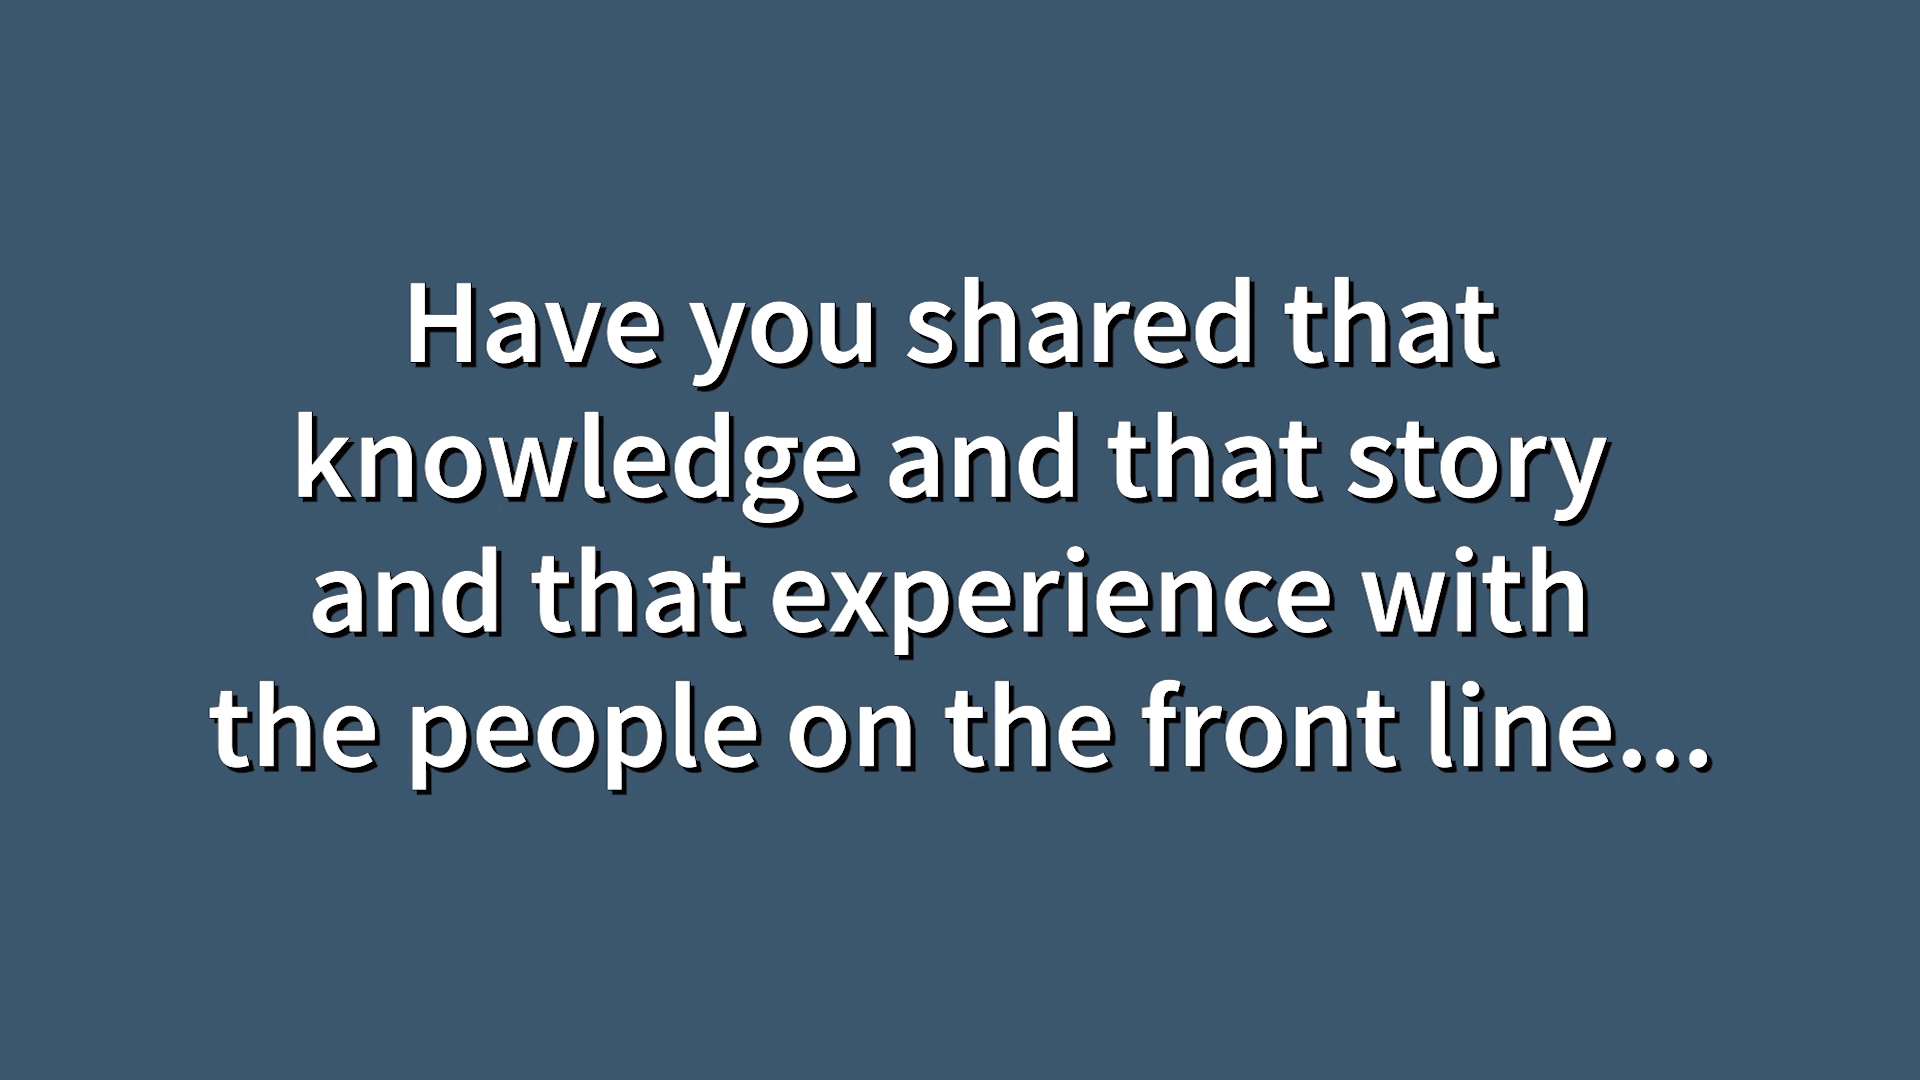 Have you shared that
knowledge and that story
and that experience with
the people on the front line...